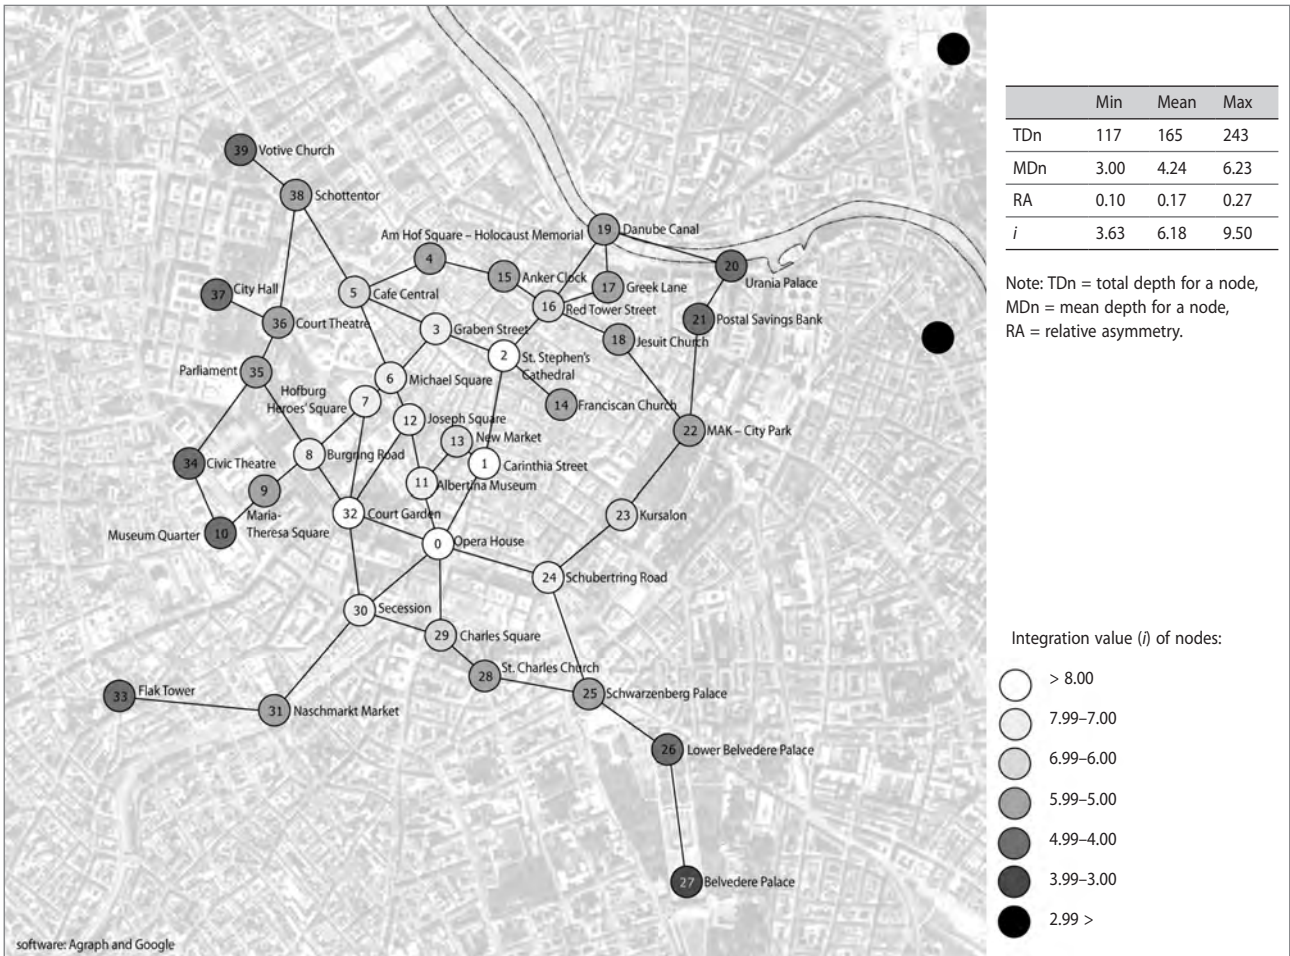 39 Votive Church
38 Schottentor
19 Danube Canal
Am Hof Square – Holocaust Memorial
4
20
Urania Palace
15 Anker Clock
17 Greek Lane
37 City Hall
5 Cafe Central
16 Red Tower Street
21 Postal Savings Bank
36 Court Theatre
3 Graben Street
18 Jesuit Church
2 St. Stephen's
Cathedral
Parliament 35
6 Michael Square
Hofburg
Heroes' Square 7
14 Franciscan Church
12 Joseph Square
22 MAK – City Park
13 New Market
8 Burgring Road
34 Civic Theatre
1 Carinthia Street
11 Albertina Museum
9
Maria-
Theresa Square
32 Court Garden
23 Kursalon
Museum Quarter 10
0 Opera House
24 Schubertring Road
30 Secession
29 Charles Square
28 St. Charles Church
33 Flak Tower
25 Schwarzenberg Palace
31 Naschmarkt Market
26 Lower Belvedere Palace
27 Belvedere Palace
software: Agraph and Google
Min Mean Max
TDn 117 165 243
MDn 3.00 4.24 6.23
RA 0.10 0.17 0.27
i 3.63 6.18 9.50
Note: TDn = total depth for a node,
MDn = mean depth for a node,
RA = relative asymmetry.
Integration value (i) of nodes:
> 8.00
7.99–7.00
6.99–6.00
5.99–5.00
4.99–4.00
3.99–3.00
2.99 >